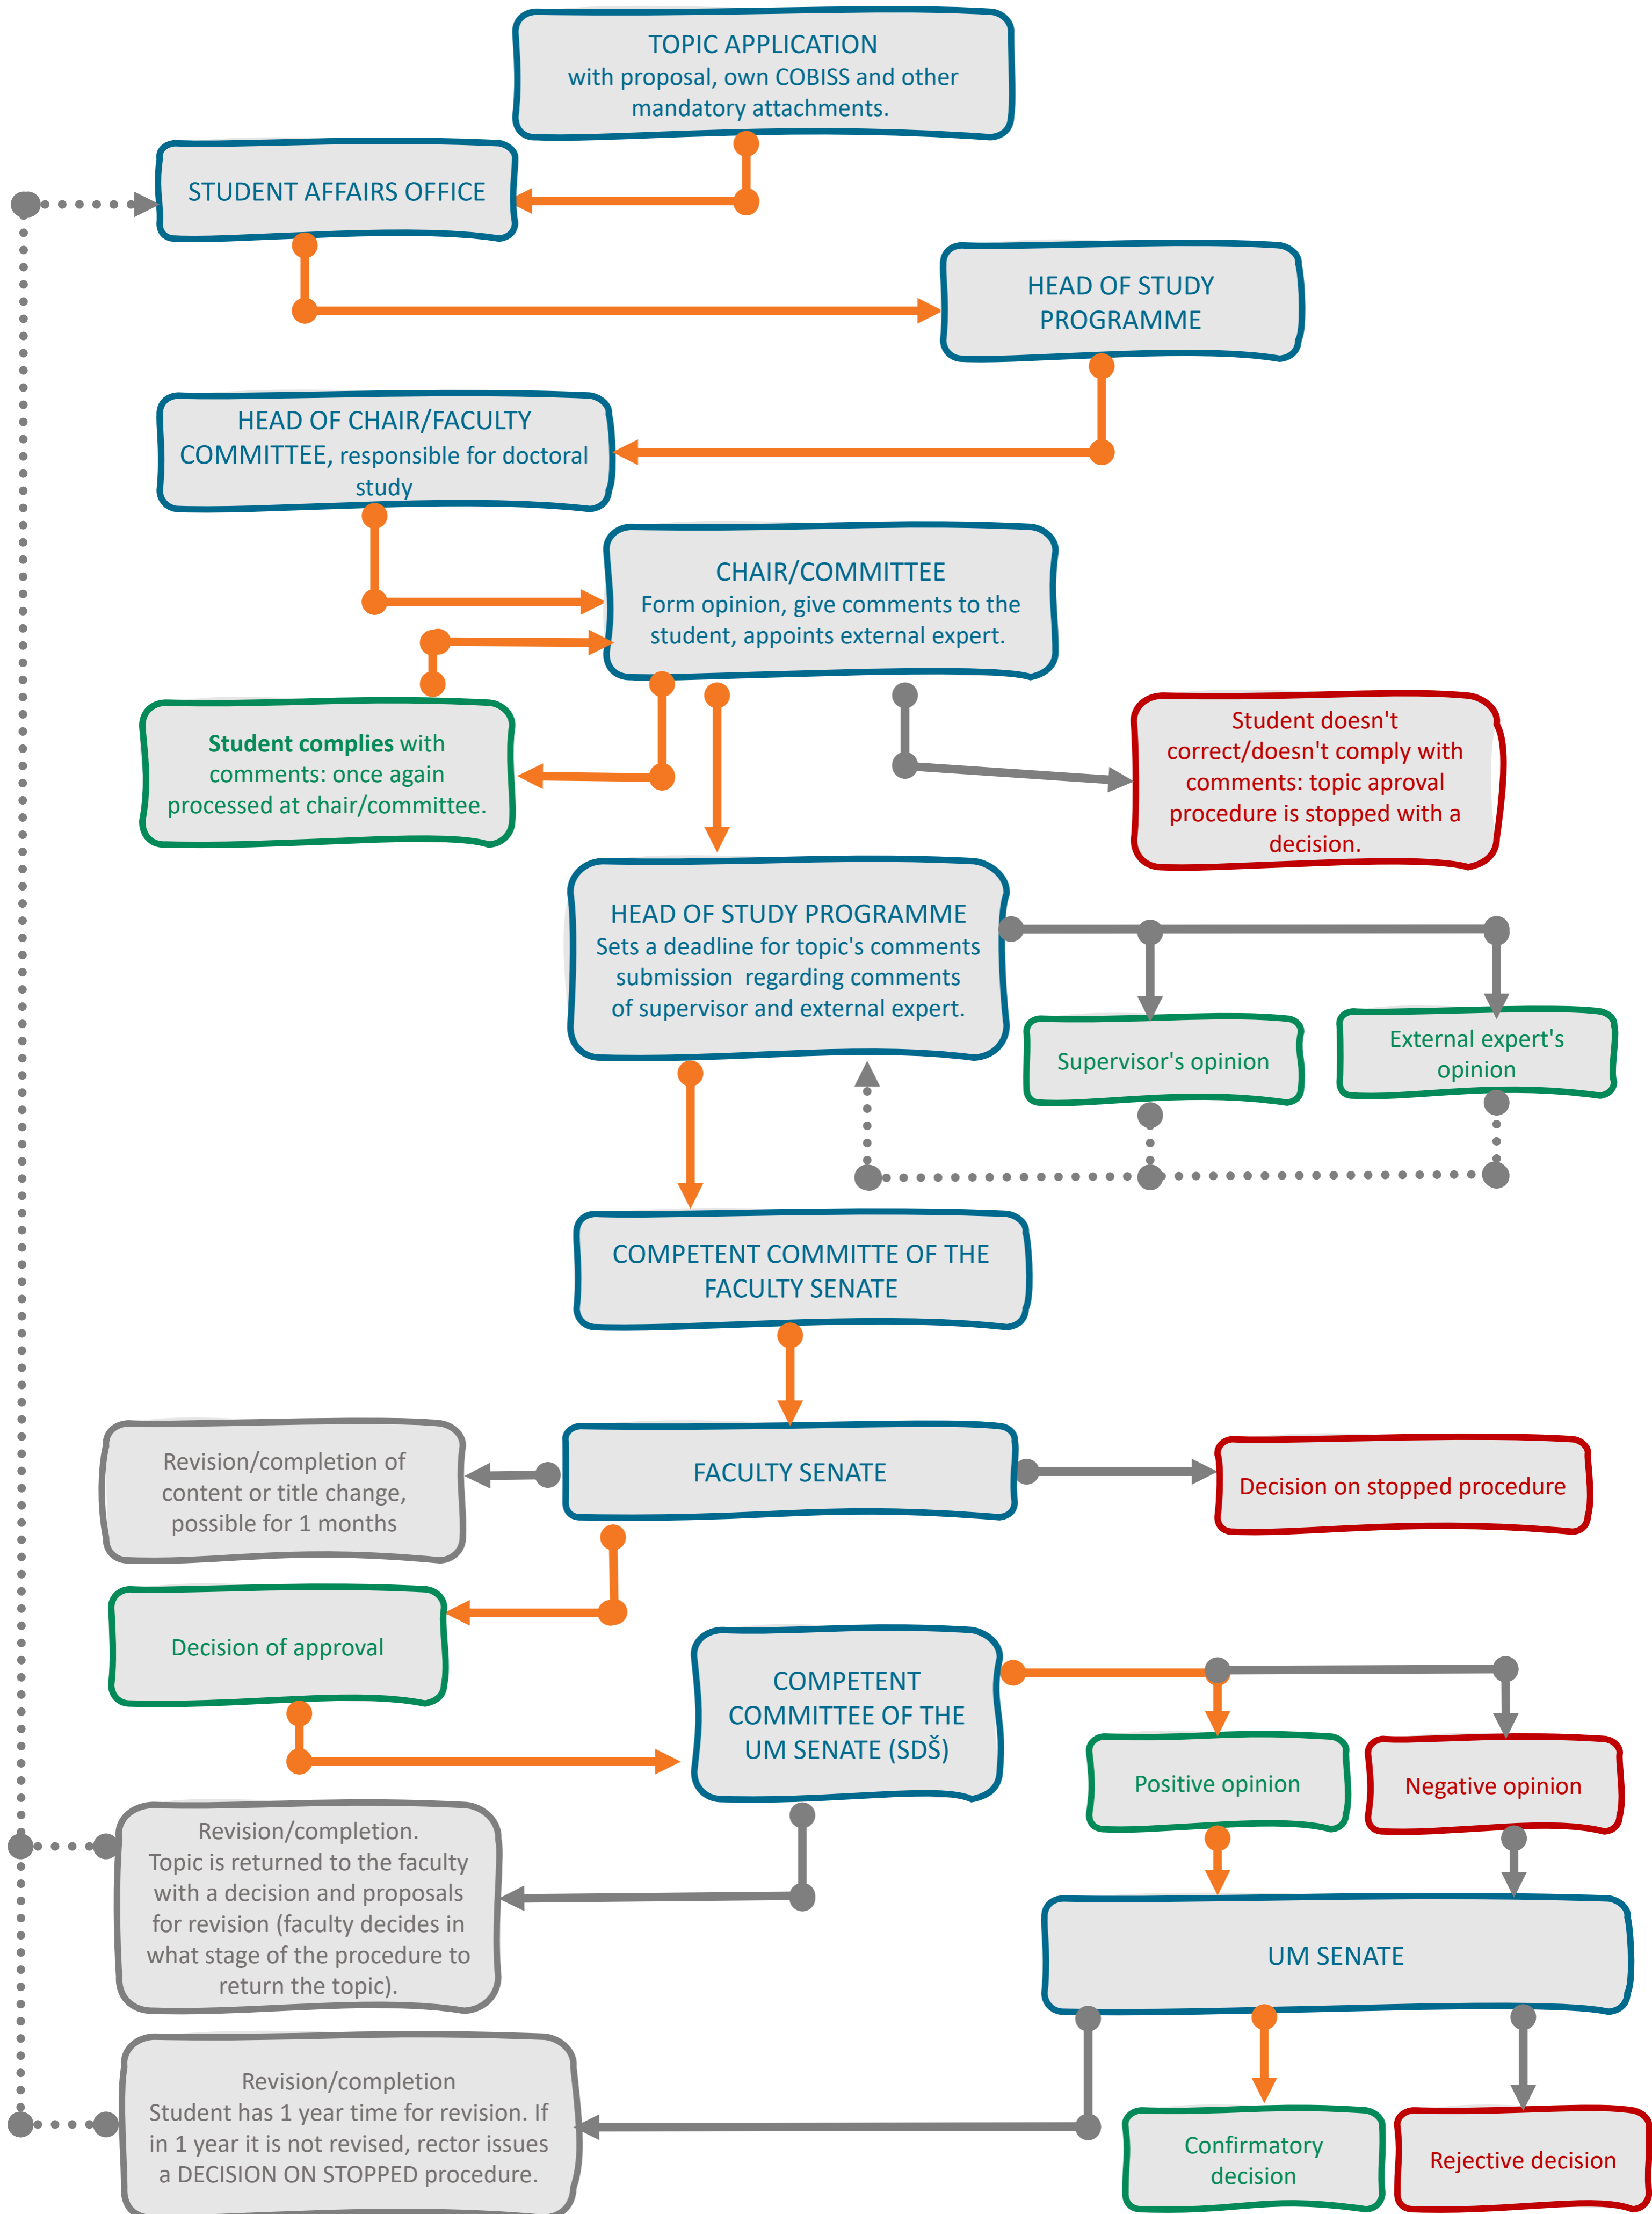 TOPIC APPLICATION
with proposal, own COBISS and other
mandatory attachments.
STUDENT AFFAIRS OFFICE
HEAD OF STUDY
PROGRAMME
HEAD OF CHAIR/FACULTY
COMMITTEE, responsible for doctoral
study
CHAIR/COMMITTEE
Form opinion, give comments to the
student, appoints external expert.
Student complies with
comments: once again
processed at chair/committee.
Student doesn't
correct/doesn't comply with
comments: topic aproval
procedure is stopped with a
decision.
HEAD OF STUDY PROGRAMME
Sets a deadline for topic's comments
submission regarding comments
of supervisor and external expert.
Supervisor's opinion
External expert's
opinion
COMPETENT COMMITTE OF THE
FACULTY SENATE
Revision/completion of
content or title change,
possible for 1 months
FACULTY SENATE
Decision on stopped procedure
Decision of approval
COMPETENT
COMMITTEE OF THE
UM SENATE (SDŠ)
Positive opinion
Negative opinion
Revision/completion.
Topic is returned to the faculty
with a decision and proposals
for revision (faculty decides in
what stage of the procedure to
return the topic).
UM SENATE
Revision/completion
Student has 1 year time for revision. If
in 1 year it is not revised, rector issues
a DECISION ON STOPPED procedure.
Confirmatory
decision
Rejective decision